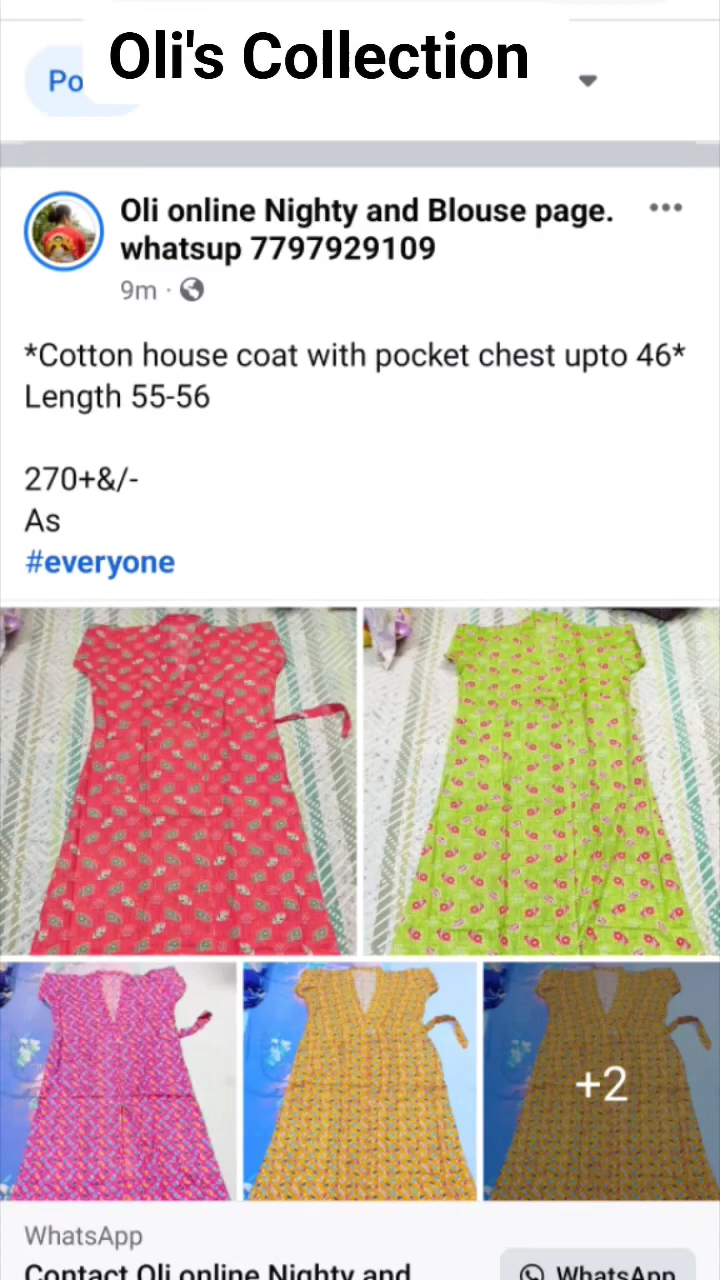 Oli's Collection
Po
Oli online Nighty and Blouse page.
whatsup 7797929109
9m ·
*Cotton house coat with pocket chest upto 46*
Length 55-56
270+&/-
As
#everyone
+2
WhatsApp
Contact Oli online Nighty and
WhatsApp